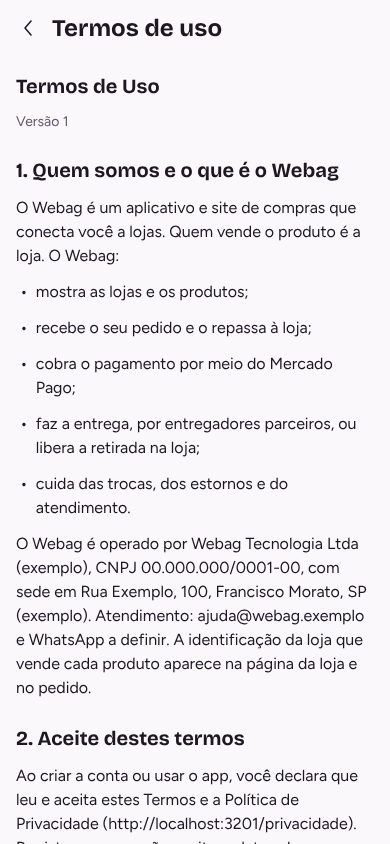 Termos de uso
Termos de Uso
Versão 1
1. Quem somos e o que é o Webag
O Webag é um aplicativo e site de compras que
conecta você a lojas. Quem vende o produto é a
loja. O Webag:
• mostra as lojas e os produtos;
• recebe o seu pedido e o repassa à loja;
• cobra o pagamento por meio do Mercado
Pago;
• faz a entrega, por entregadores parceiros, ou
libera a retirada na loja;
• cuida das trocas, dos estornos e do
atendimento.
O Webag é operado por Webag Tecnologia Ltda
(exemplo), CNPJ 00.000.000/0001-00, com
sede em Rua Exemplo, 100, Francisco Morato, SP
(exemplo). Atendimento: ajuda@webag.exemplo
e WhatsApp a definir. A identificação da loja que
vende cada produto aparece na página da loja e
no pedido.
2. Aceite destes termos
Ao criar a conta ou usar o app, você declara que
leu e aceita estes Termos e a Política de
Privacidade (http://localhost:3201/privacidade).